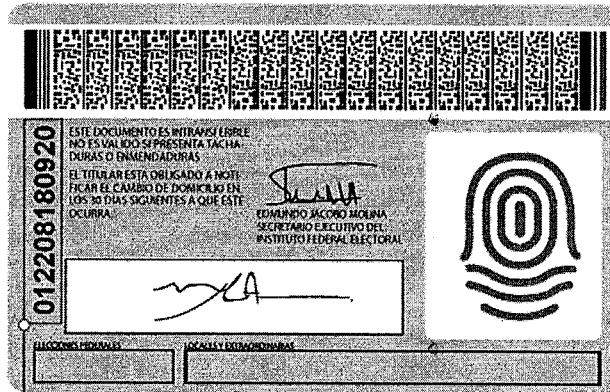 012208180920
ESTE DOCUMENTO ES INTRANSFERIBLE
NO ES VALIDO SI PRESENTA TACHA-
DURAS O ENMENDADURAS
EL TITULAR ESTA OBLIGADO A NOTI-
FICAR EL CAMBIO DE DOMICILIO EN
LOS 30 DIAS SIGUIENTES A QUE ESTE
OCURRA.
EDMUNDO JACOBO MOLINA
SECRETARIO EJECUTIVO DEL
INSTITUTO FEDERAL ELECTORAL
ELECCIONES FEDERALES
LOCALES Y EXTRAORDINARIAS